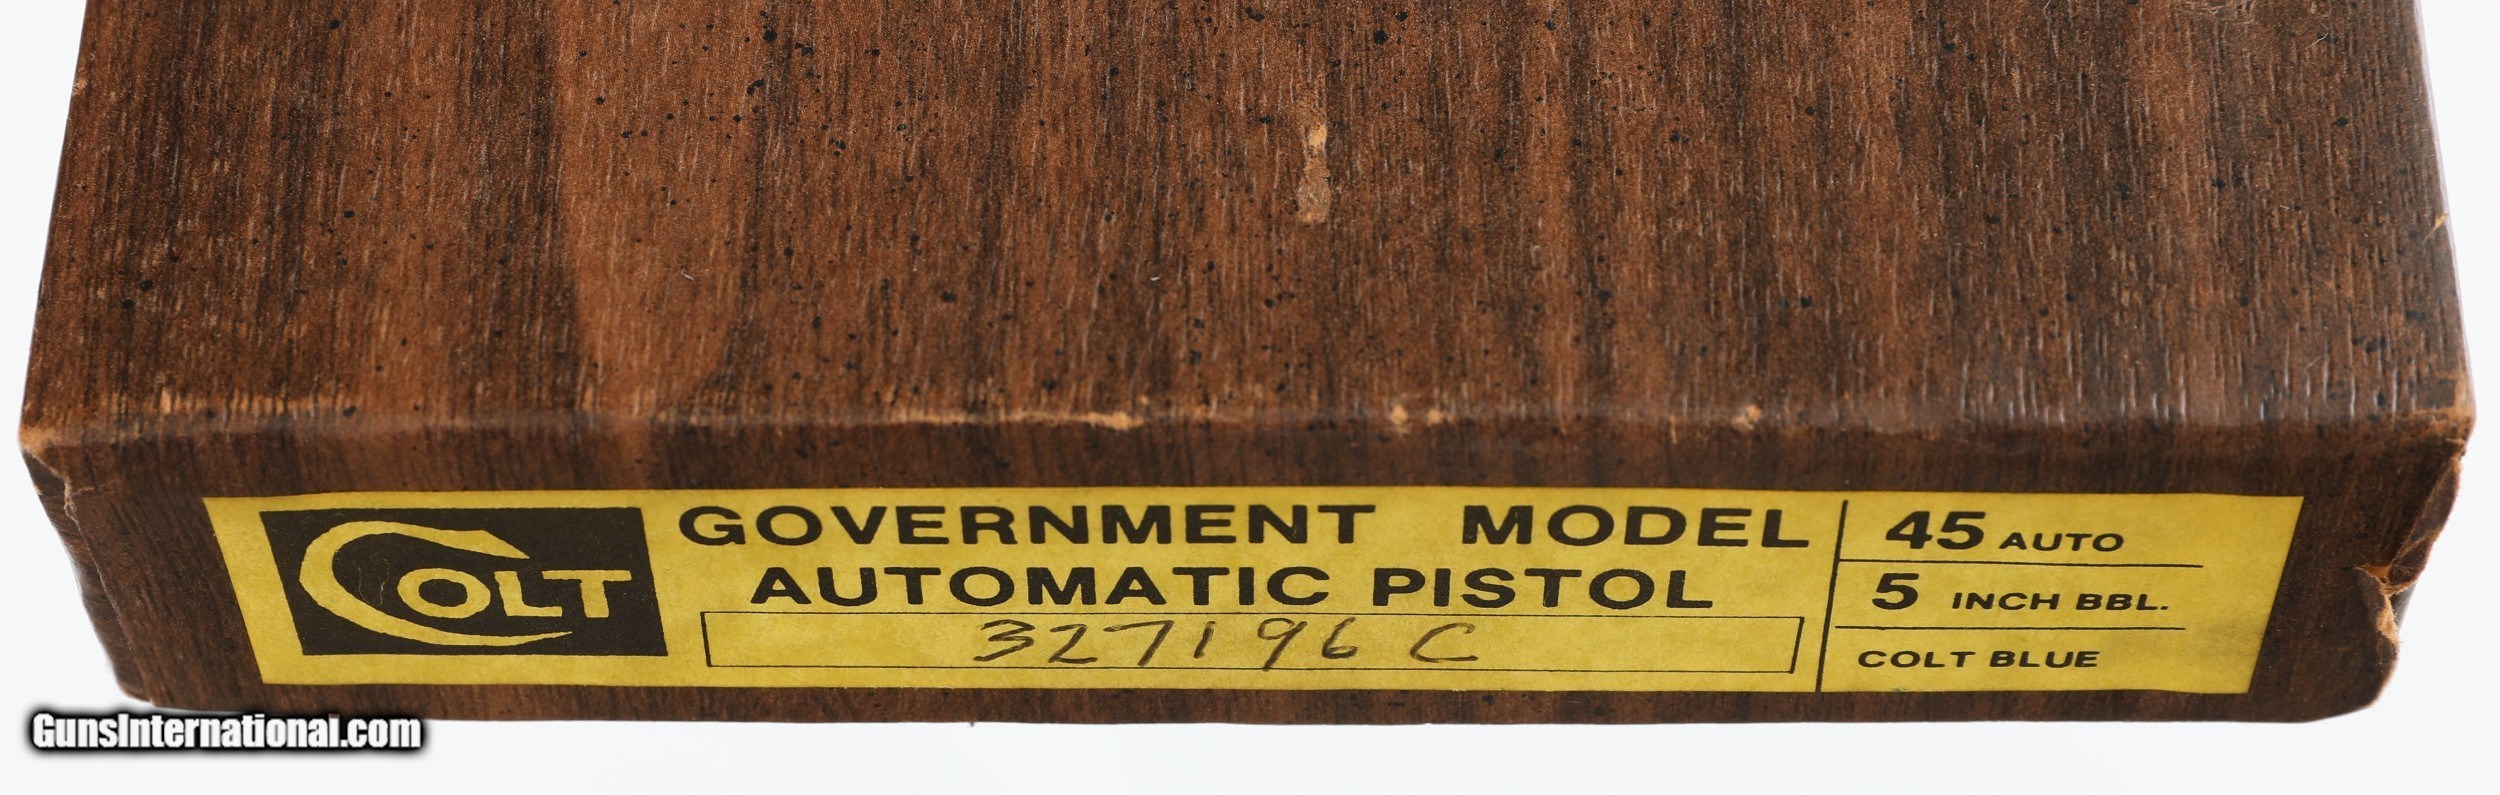 COLT
GOVERNMENT MODEL
AUTOMATIC PISTOL
327196 C
45 AUTO
5 INCH BBL.
COLT BLUE
GunsInternational.com